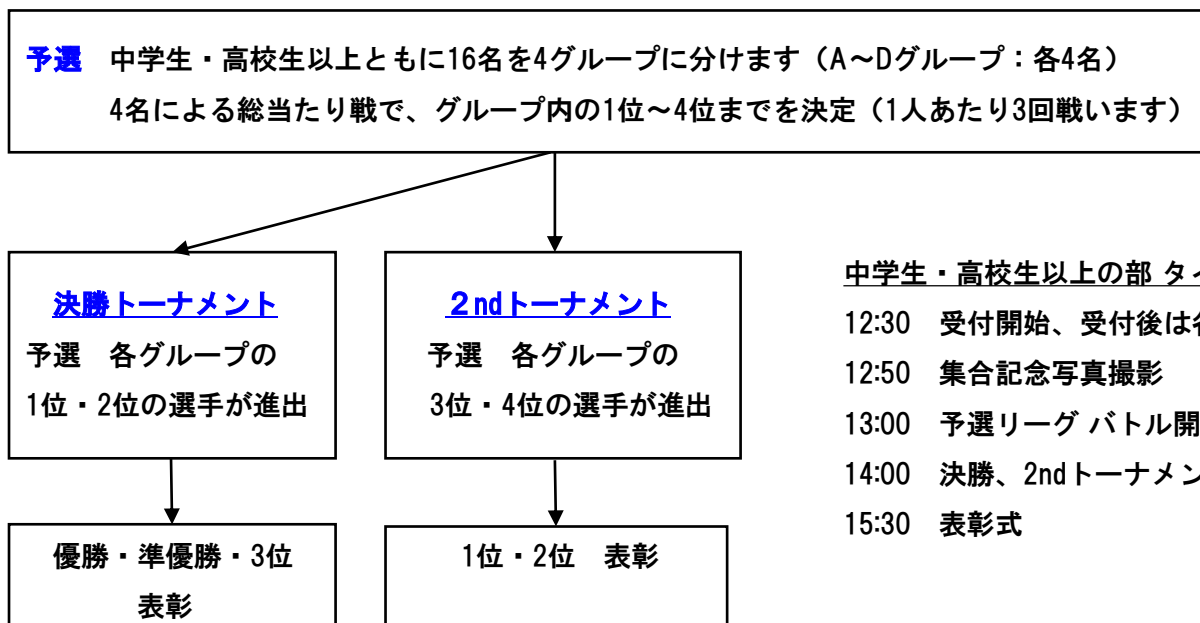 予選 中学生・高校生以上ともに16名を4グループに分けます（A～Dグループ：各4名）
4名による総当たり戦で、グループ内の1位～4位までを決定（1人あたり3回戦います）
決勝トーナメント
予選 各グループの
1位・2位の選手が進出
２ndトーナメント
予選 各グループの
3位・4位の選手が進出
優勝・準優勝・3位
表彰
1位・2位 表彰
中学生・高校生以上の部 タイ
12:30 受付開始、受付後は
12:50 集合記念写真撮影
13:00 予選リーグ バトル開
14:00 決勝、2ndトーナメン
15:30 表彰式